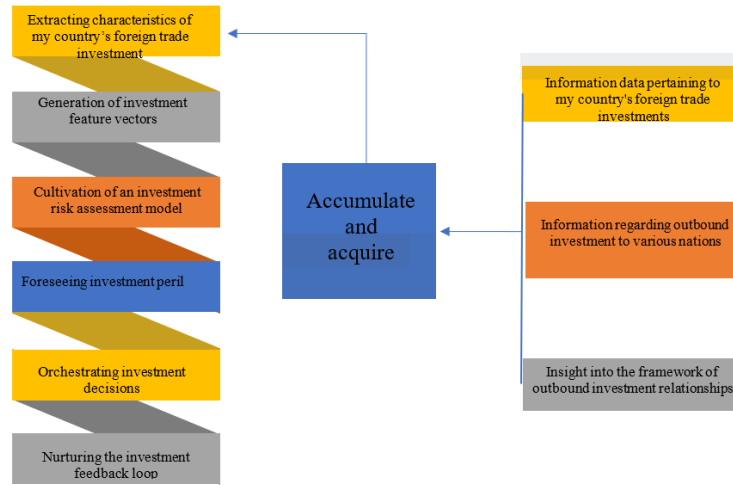 Extracting characteristics of
my country’s foreign trade
investment
Generation of investment
feature vectors
Cultivation of an investment
risk assessment model
Foreseeing investment peril
Orchestrating investment
decisions
Nurturing the investment
feedback loop
Accumulate
and
acquire
Information data pertaining to
my country's foreign trade
investments
Information regarding outbound
investment to various nations
Insight into the framework of
outbound investment relationships